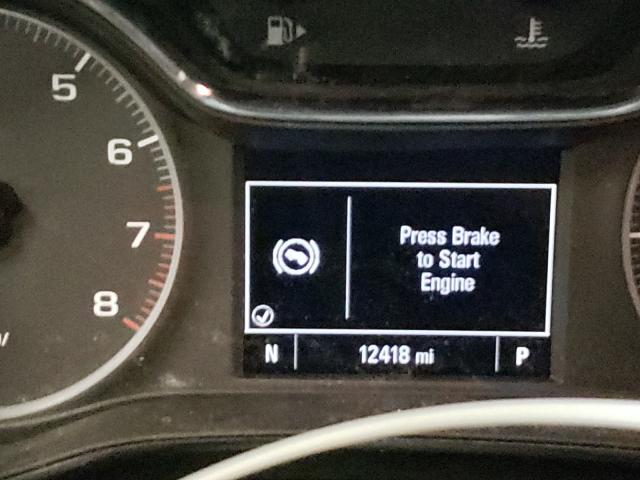 5
6
7
8
Press Brake
to Start
Engine
N 12418 mi P